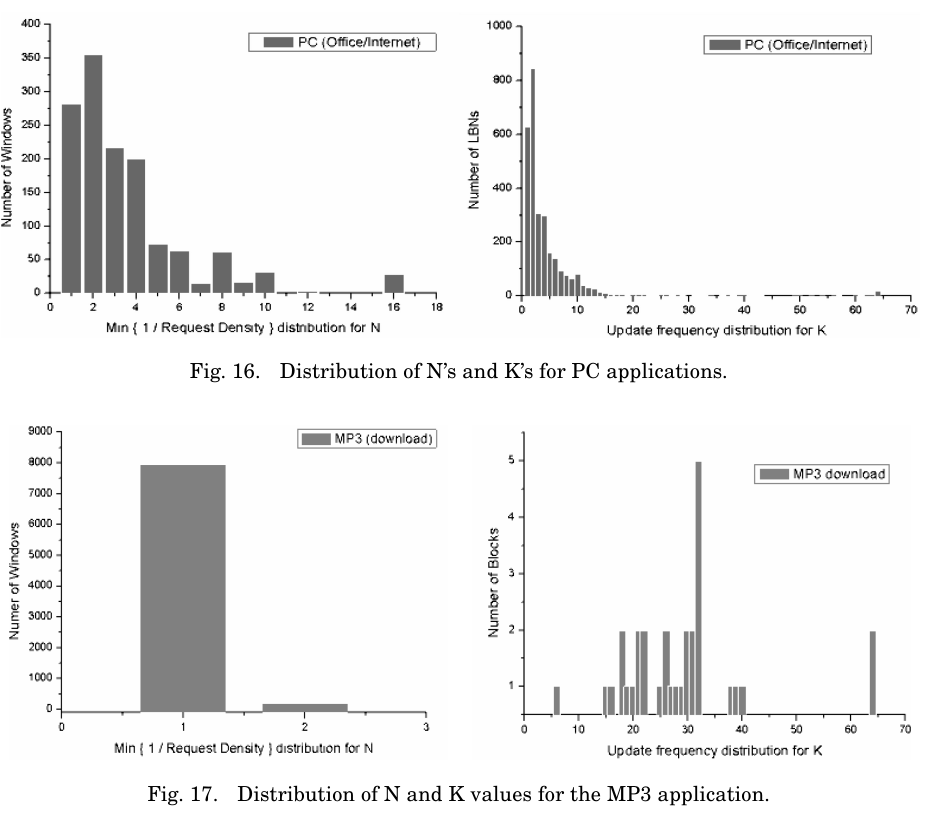 PC (Office/Internet)
Number of Windows
400
350
300
250
200
150
100
50
0
0 2 4 6 8 10 12 14 16 18
Min { 1 / Request Density } distribution for N
PC (Office/Internet)
Number of LBNs
1000
800
600
400
200
0
0 10 20 30 40 50 60 70
Update frequency distribution for K
Fig. 16. Distribution of N's and K's for PC applications.
MP3 (download)
Numer of Windows
9000
8000
7000
6000
5000
4000
3000
2000
1000
0
0 1 2 3
Min { 1 / Request Density } distribution for N
MP3 download
Number of Blocks
5
4
3
2
1
0 10 20 30 40 50 60 70
Update frequency distribution for K
Fig. 17. Distribution of N and K values for the MP3 application.